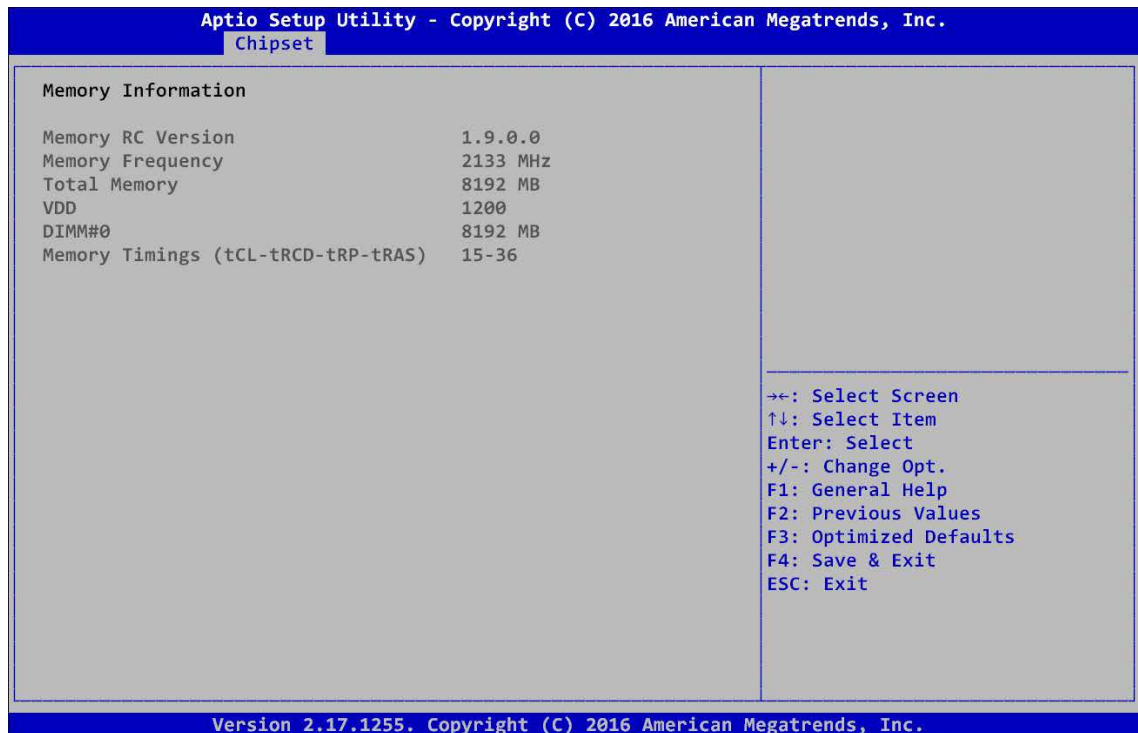 Aptio Setup Utility - Copyright (C) 2016 American Megatrends, Inc.
Chipset
Memory Information
Memory RC Version 1.9.0.0
Memory Frequency 2133 MHz
Total Memory 8192 MB
VDD 1200
DIMM#0 8192 MB
Memory Timings (tCL-tRCD-tRP-tRAS) 15-36
→←: Select Screen
↑↓: Select Item
Enter: Select
+/-: Change Opt.
F1: General Help
F2: Previous Values
F3: Optimized Defaults
F4: Save & Exit
ESC: Exit
Version 2.17.1255. Copyright (C) 2016 American Megatrends, Inc.